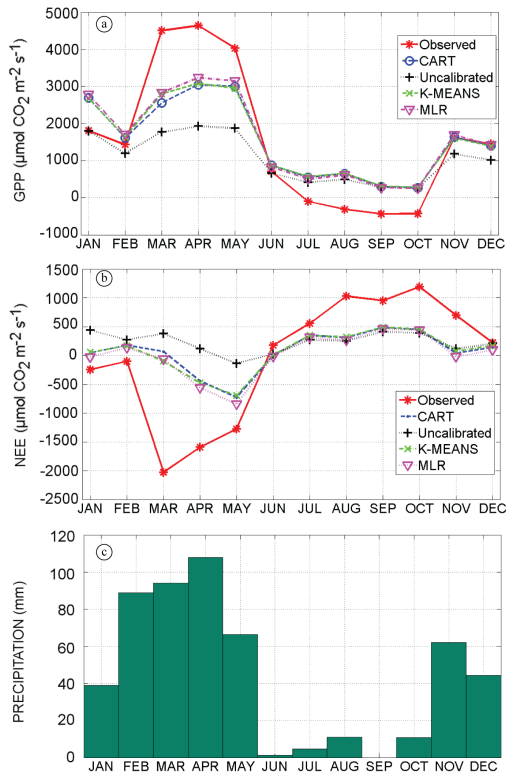 a
5000
4000
3000
2000
1000
0
-1000
GPP (μmol CO2 m-2 s-1)
Observed
CART
Uncalibrated
K-MEANS
MLR
JAN FEB MAR APR MAY JUN JUL AUG SEP OCT NOV DEC
b
1500
1000
500
0
-500
-1000
-1500
-2000
-2500
NEE (μmol CO2 m-2 s-1)
Observed
CART
Uncalibrated
K-MEANS
MLR
JAN FEB MAR APR MAY JUN JUL AUG SEP OCT NOV DEC
c
120
100
80
60
40
20
0
PRECIPITATION (mm)
JAN FEB MAR APR MAY JUN JUL AUG SEP OCT NOV DEC